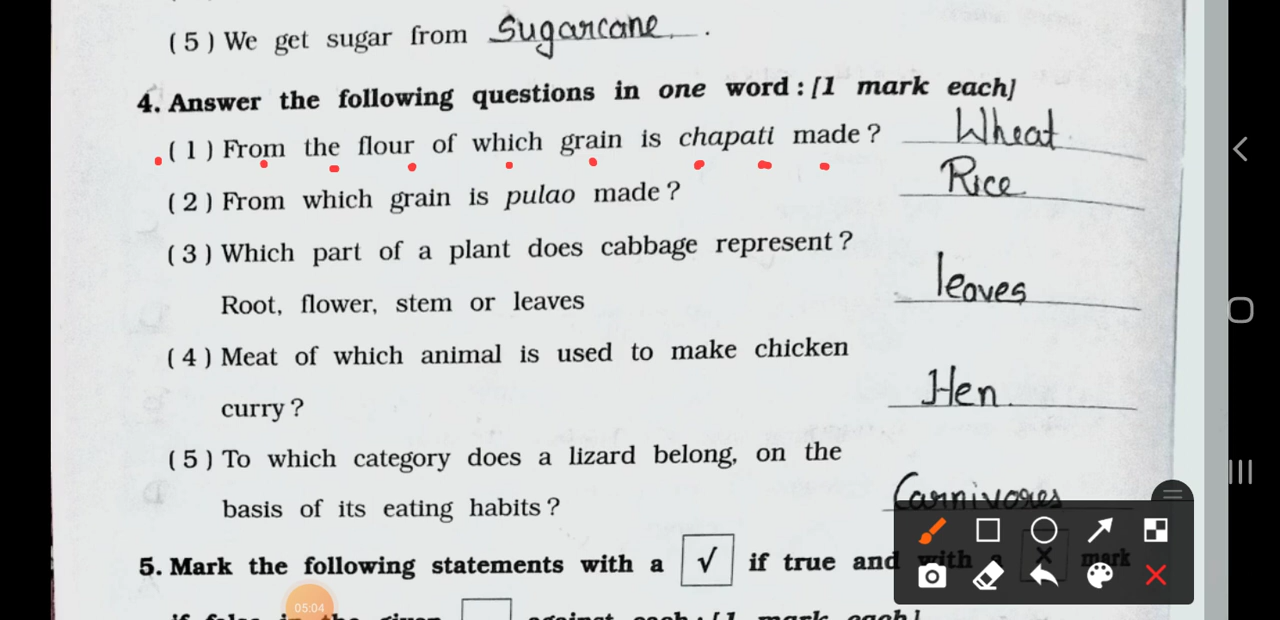 (5) We get sugar from Sugarcane.
4. Answer the following questions in one word : [1 mark each]
(1) From the flour of which grain is chapati made ? Wheat
(2) From which grain is pulao made ? Rice
(3) Which part of a plant does cabbage represent ?
Root, flower, stem or leaves leaves
(4) Meat of which animal is used to make chicken
curry ? Hen
(5) To which category does a lizard belong, on the
basis of its eating habits ? Carnivores
5. Mark the following statements with a √ if true and with a X mark
05:04